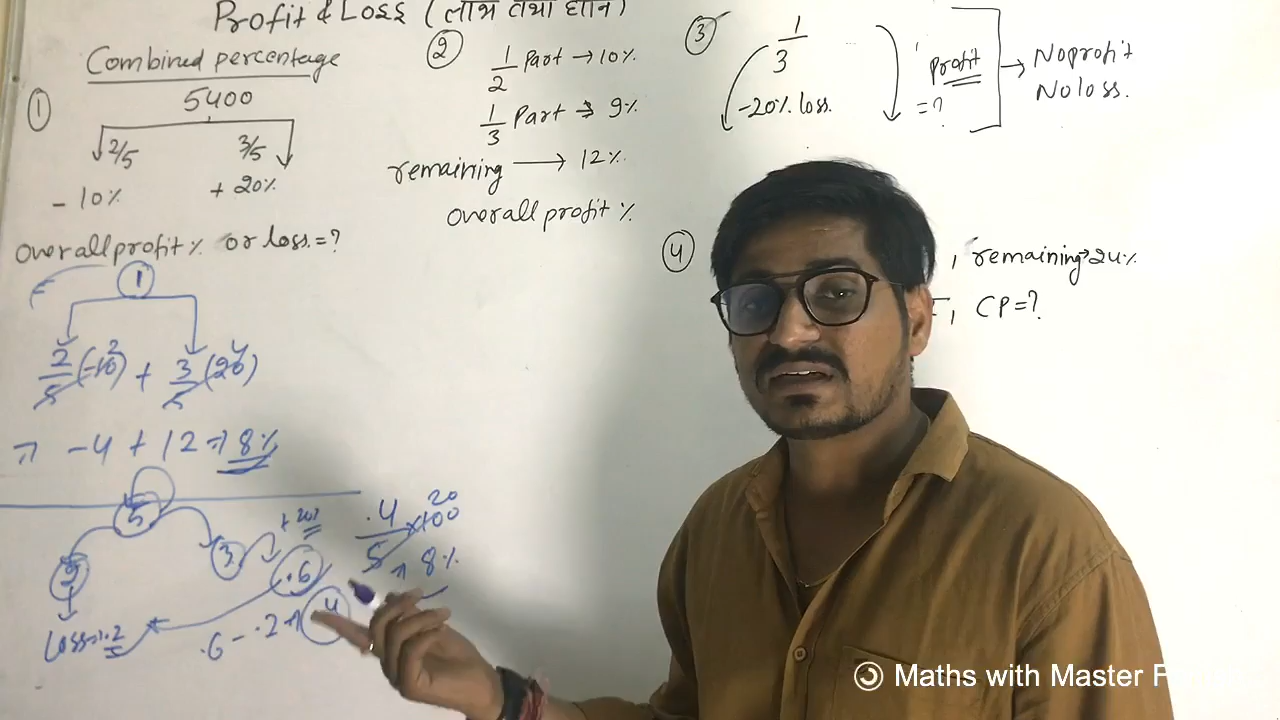 Profit & Loss (लाभ तथा हानि)
Combined percentage
① 5400
2/5 3/5
- 10% + 20%
Overall profit % or loss = ?
1
2/5 (-10) 2 + 3/5 (20) 4
⇒ -4 + 12 ⇒ 8%
5
3 + 20%
.6
Loss = .2
.6 - .2 ⇒ .4
.4/5 × 100 20
⇒ 8%
② 1/2 Part → 10%
1/3 Part → 9%
remaining → 12%
Overall profit %
③ 1/3 Profit → No profit
-20% loss = ? No loss.
④ , remaining → 24%
, CP = ?
Maths with Master